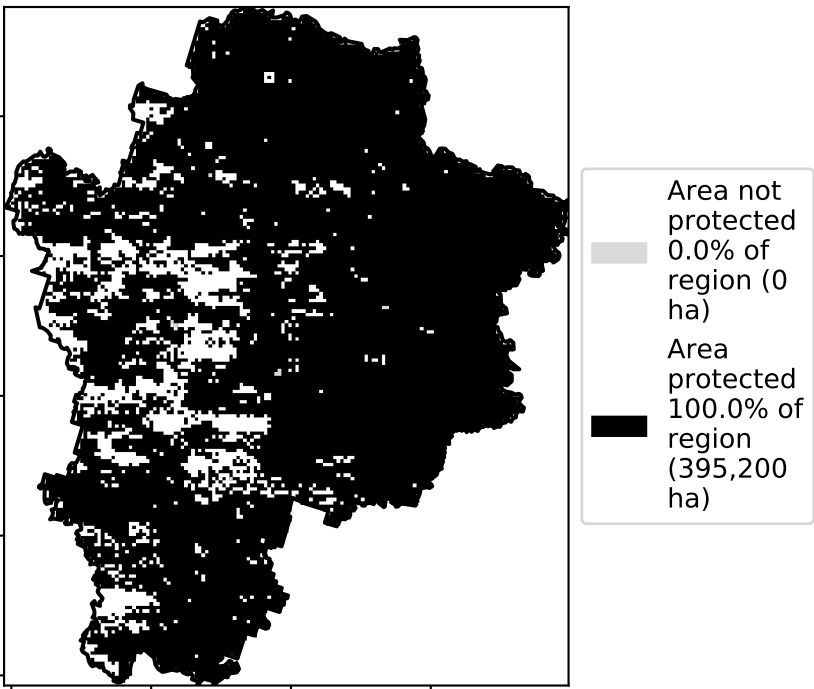 Area not
protected
0.0% of
region (0
ha)
Area
protected
100.0% of
region
(395,200
ha)